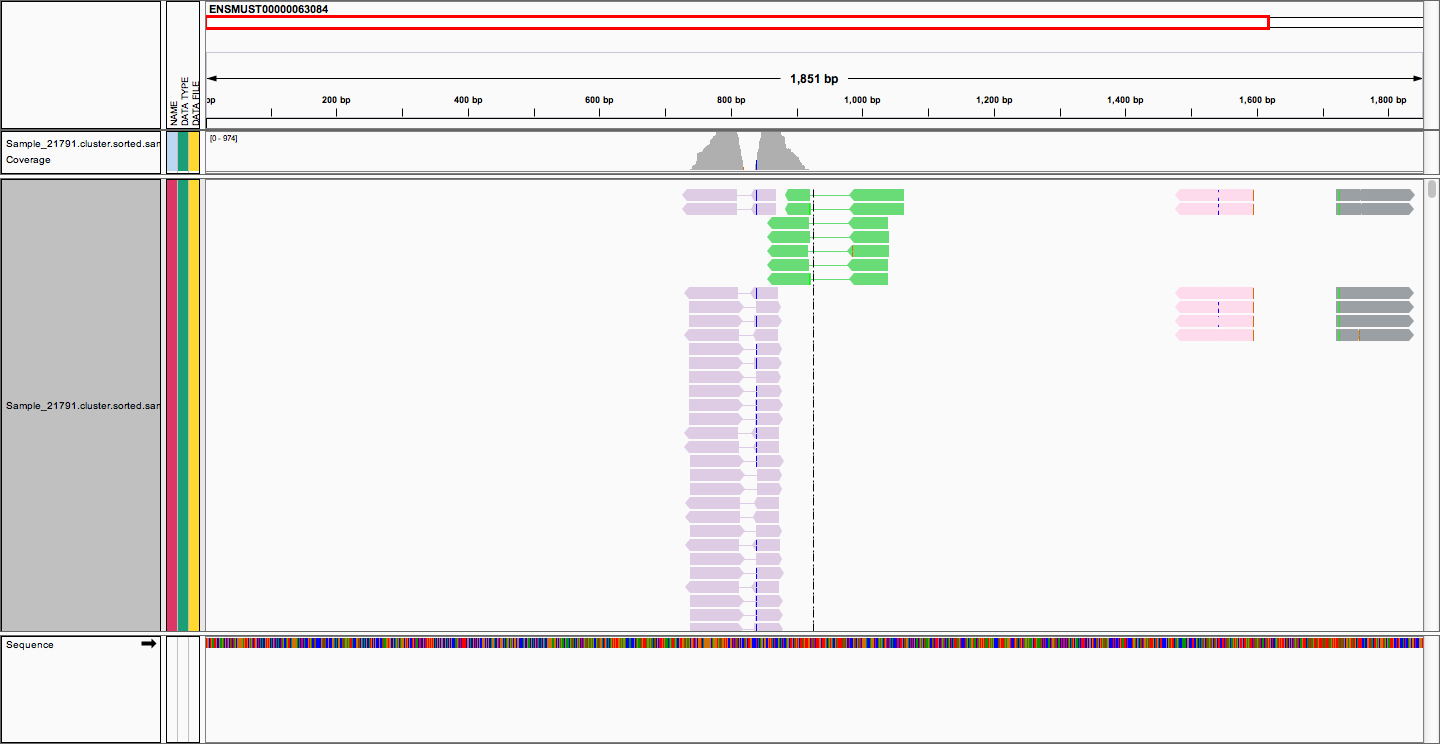 ENSMUST00000063084
1,851 bp
bp
200 bp
400 bp
600 bp
800 bp
1,000 bp
1,200 bp
1,400 bp
1,600 bp
1,800 bp
NAME
DATA TYPE
DATA FILE
Sample_21791.cluster.sorted.sar
Coverage
[0 - 974]
Sample_21791.cluster.sorted.sar
Sequence